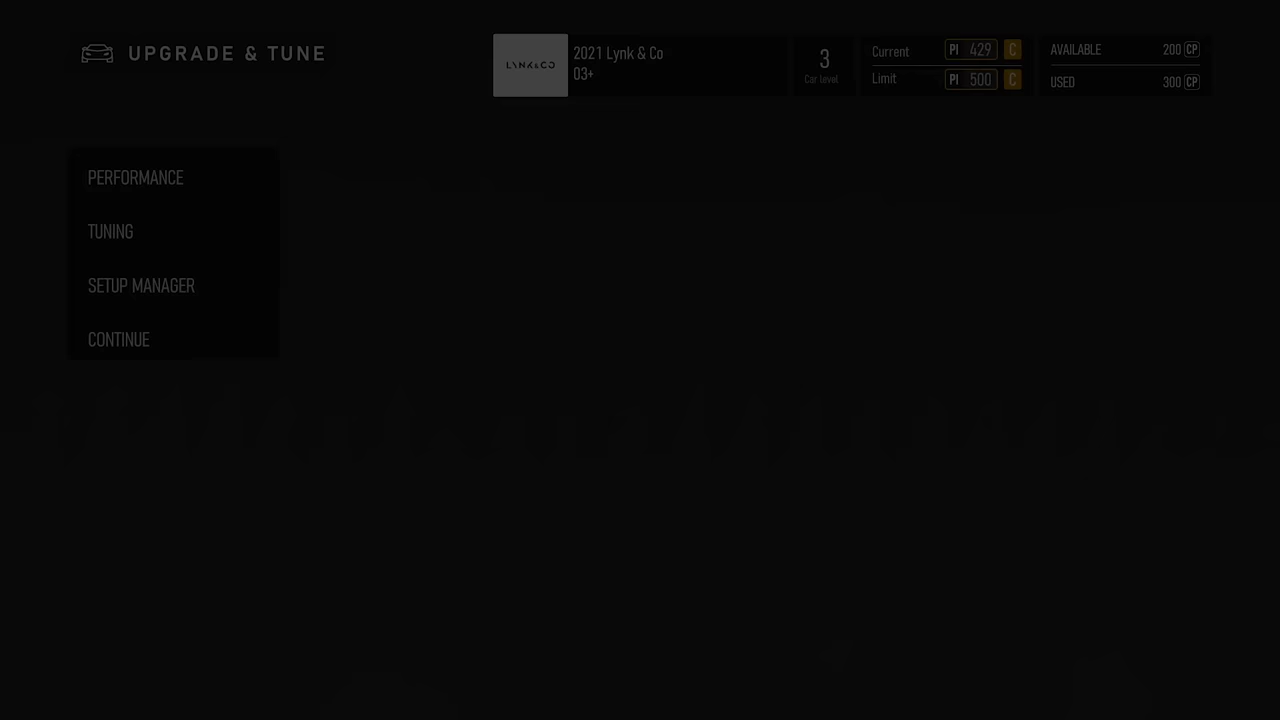 UPGRADE & TUNE
LYNK&CO
2021 Lynk & Co
03+
3
Car level
Current PI 429 C
Limit PI 500 C
AVAILABLE 200 CP
USED 300 CP
PERFORMANCE
TUNING
SETUP MANAGER
CONTINUE